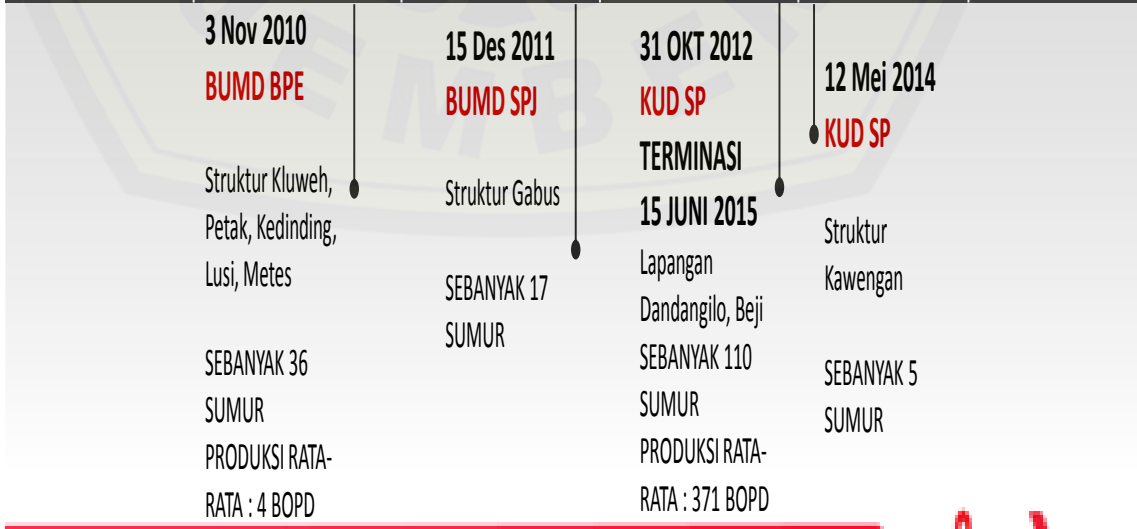 3 Nov 2010
BUMD BPE
Struktur Kluweh,
Petak, Kedinding,
Lusi, Metes
SEBANYAK 36
SUMUR
PRODUKSI RATA-
RATA : 4 BOPD
15 Des 2011
BUMD SPJ
Struktur Gabus
SEBANYAK 17
SUMUR
31 OKT 2012
KUD SP
TERMINASI
15 JUNI 2015
Lapangan
Dandangilo, Beji
SEBANYAK 110
SUMUR
PRODUKSI RATA-
RATA : 371 BOPD
12 Mei 2014
KUD SP
Struktur
Kawengan
SEBANYAK 5
SUMUR